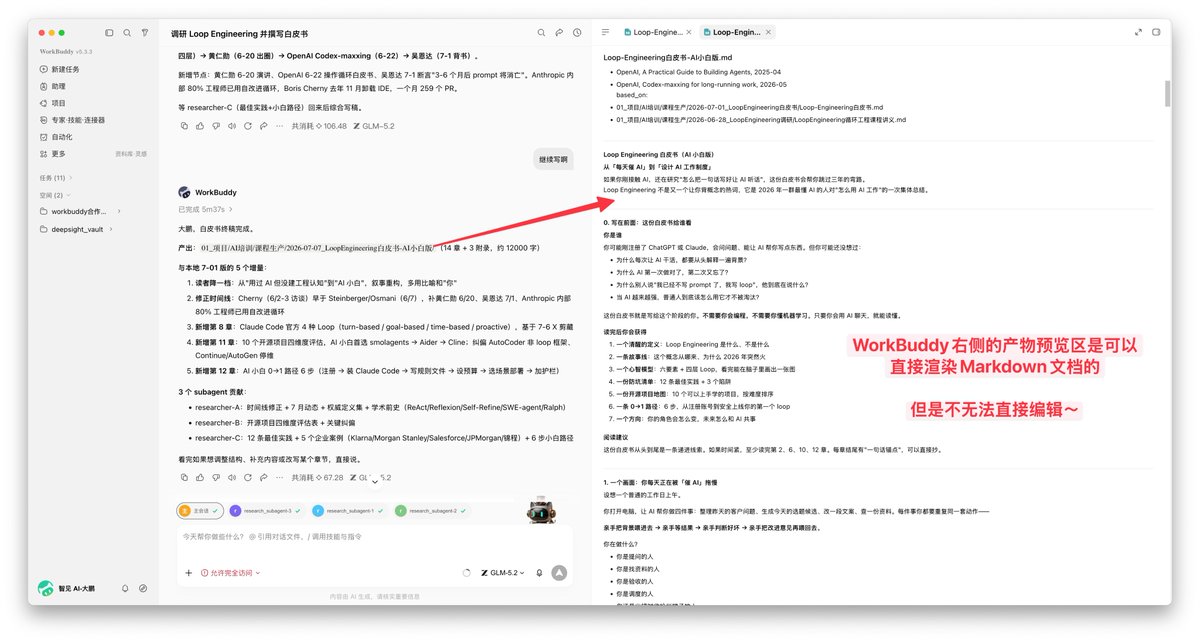 WorkBuddy v5.3.3
新建任务
助理
项目
专家·技能·连接器
自动化
更多
资料库·灵感
任务 (11)
空间 (2)
workbuddy合作...
deepsight_vault
智见 AI-大鹏
调研 Loop Engineering 并撰写白皮书
四层）→ 黄仁勋（6-20 出圈）→ OpenAI Codex-maxxing（6-22）→ 吴恩达（7-1 背书）.
新增节点：黄仁勋 6-20 演讲、OpenAI 6-22 操作循环白皮书、吴恩达 7-1 断言"3-6 个月后 prompt 将消亡"。Anthropic 内
部 80% 工程师已用自改进循环，Boris Cherny 去年 11 月卸载 IDE，一个月 259 个 PR。
等 researcher-C（最佳实践+小白路径）回来后综合写稿。
共消耗 106.48
GLM-5.2
继续写啊
WorkBuddy
已完成 5m37s
大鹏，白皮书终稿完成。
产出： 01_项目/AI培训/课程生产/2026-07-07_LoopEngineering白皮书-AI小白版/（14 章 + 3 附录，约 12000 字）
与本地 7-01 版的 5 个增量：
1. 读者降一档：从"用过 AI 但没建工程认知"到"AI 小白"，叙事重构，多用比喻和"你"
2. 修正时间线：Cherny（6/2-3 访谈）早于 Steinberger/Osmani（6/7），补黄仁勋 6/20、吴恩达 7/1、Anthropic 内部
80% 工程师已用自改进循环
3. 新增第 8 章：Claude Code 官方 4 种 Loop（turn-based / goal-based / time-based / proactive），基于 7-6 X 剪藏
4. 新增第 11 章：10 个开源项目四维度评估，AI 小白首选 smolagents → Aider → Cline；纠偏 AutoCoder 非 loop 框架、
Continue/AutoGen 停维
5. 新增第 12 章：AI 小白 0→1 路径 6 步（注册 → 装 Claude Code → 写规则文件 → 设预算 → 选场景部署 → 加护栏）
3 个 subagent 贡献：
researcher-A：时间线修正 + 7 月动态 + 权威定义集 + 学术前史（ReAct/Reflexion/Self-Refine/SWE-agent/Ralph）
researcher-B：开源项目四维度评估表 + 关键纠偏
researcher-C：12 条最佳实践 + 5 个企业案例（Klarna/Morgan Stanley/Salesforce/JPMorgan/锦程）+ 6 步小白路径
看完如果想调整结构、补充内容或改写某个章节，直接说。
共消耗 67.28
GL 5.2
主会话
research_subagent-3
research_subagent-1
research_subagent-2
今天帮你做些什么？ @ 引用对话文件，/ 调用技能与指令
允许完全访问
GLM-5.2
内容由 AI 生成，请核实重要信息
Loop-Engine...
Loop-Engin...
Loop-Engineering白皮书-AI小白版.md
OpenAI, A Practical Guide to Building Agents, 2025-04
OpenAI, Codex-maxxing for long-running work, 2026-05
based_on:
01_项目/AI培训/课程生产/2026-07-01_LoopEngineering白皮书/Loop-Engineering白皮书.md
01_项目/AI培训/课程生产/2026-06-28_LoopEngineering调研/LoopEngineering循环工程课程讲义.md
Loop Engineering 白皮书（AI 小白版）
从「每天催 AI」到「设计 AI 工作制度」
如果你刚接触 AI，还在研究"怎么把一句话写好让 AI 听话"，这份白皮书会帮你跳过三年的弯路。
Loop Engineering 不是又一个让你背概念的热词，它是 2026 年一群最懂 AI 的人对"怎么用 AI 工作"的一次集体总结。
0. 写在前面：这份白皮书给谁看
你是谁
你可能刚注册了 ChatGPT 或 Claude，会问问题、能让 AI 帮你写点东西。但你可能还没想过：
为什么每次让 AI 干活，都要从头解释一遍背景？
为什么 AI 第一次做对了，第二次又忘了？
为什么别人说"我已经不写 prompt 了，我写 loop"，他到底在说什么？
当 AI 越来越强，普通人到底该怎么用它才不被淘汰？
这份白皮书就是写给这个阶段的你。不需要你会编程，不需要你懂机器学习。只要你会用 AI 聊天，就能读懂。
读完后你会获得
1. 一个清醒的定义：Loop Engineering 是什么、不是什么
2. 一条故事线：这个概念从哪来，为什么 2026 年突然火
3. 一个心智模型：六要素 + 四层 Loop，看完能在脑子里画出一张图
4. 一份防坑清单：12 条最佳实践 + 3 个陷阱
5. 一份开源项目地图：10 个可以上手学的项目，按难度排序
6. 一条 0→1 路径：6 步，从注册账号到安全上线你的第一个 loop
7. 一个方向：你的角色会怎么变，未来怎么和 AI 共事
阅读建议
这份白皮书从头到尾是一条递进线索。如果时间紧，至少读完第 2、6、10、12 章。每章结尾有"一句话锚点"，可以直接抄。
1. 一个画面：你每天正在被「催 AI」拖慢
设想一个普通的工作日上午。
你打开电脑，让 AI 帮你做四件事：整理昨天的客户问题、生成今天的选题候选、改一段文案、查一份资料。每件事你都要重复同一套动作——
亲手把背景喂进去 → 亲手等结果 → 亲手判断好坏 → 亲手把改进意见再喂回去。
你在做什么？
你是提问的人
你是找资料的人
你是验收的人
你是调度的人
WorkBuddy 右侧的产物预览区是可以
直接渲染 Markdown 文档的
但是不无法直接编辑～